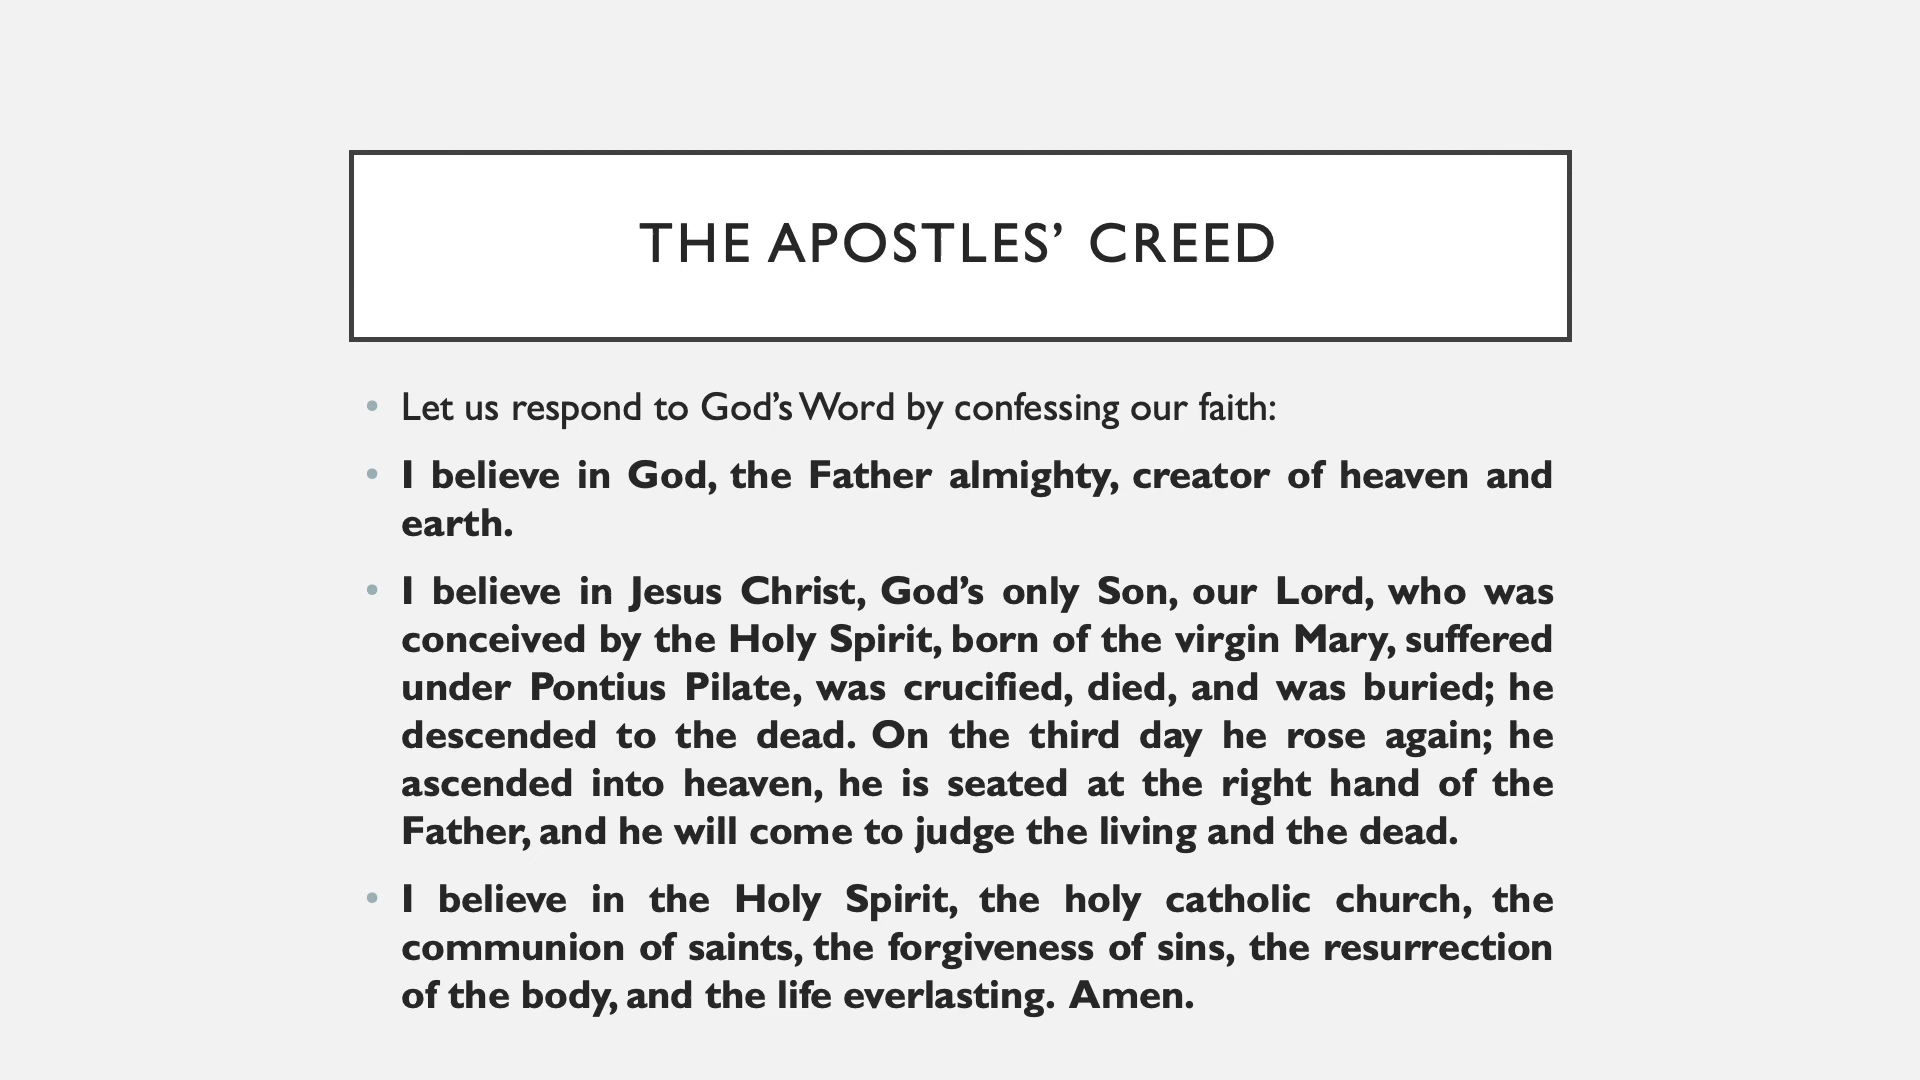 THE APOSTLES’ CREED
• Let us respond to God’s Word by confessing our faith:
• I believe in God, the Father almighty, creator of heaven and
earth.
• I believe in Jesus Christ, God’s only Son, our Lord, who was
conceived by the Holy Spirit, born of the virgin Mary, suffered
under Pontius Pilate, was crucified, died, and was buried; he
descended to the dead. On the third day he rose again; he
ascended into heaven, he is seated at the right hand of the
Father, and he will come to judge the living and the dead.
• I believe in the Holy Spirit, the holy catholic church, the
communion of saints, the forgiveness of sins, the resurrection
of the body, and the life everlasting. Amen.